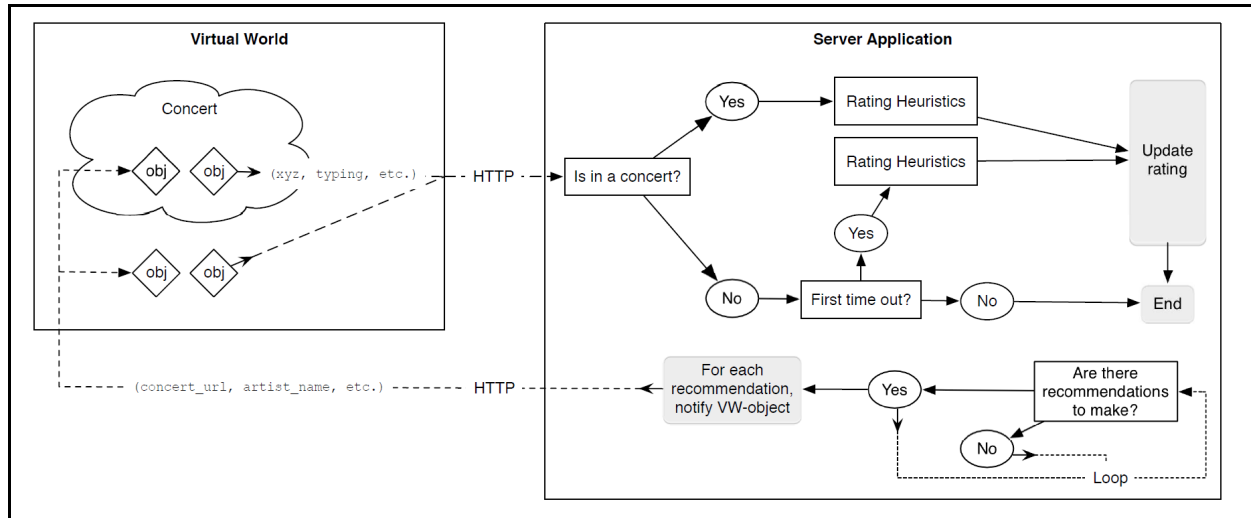 Virtual World
Server Application
Concert
Yes
Rating Heuristics
Rating Heuristics
Update
rating
obj
obj
(xyz, typing, etc.)
HTTP
Is in a concert?
Yes
obj
obj
No
First time out?
No
End
(concert_url, artist_name, etc.)
HTTP
For each
recommendation,
notify VW-object
Yes
Are there
recommendations
to make?
No
Loop